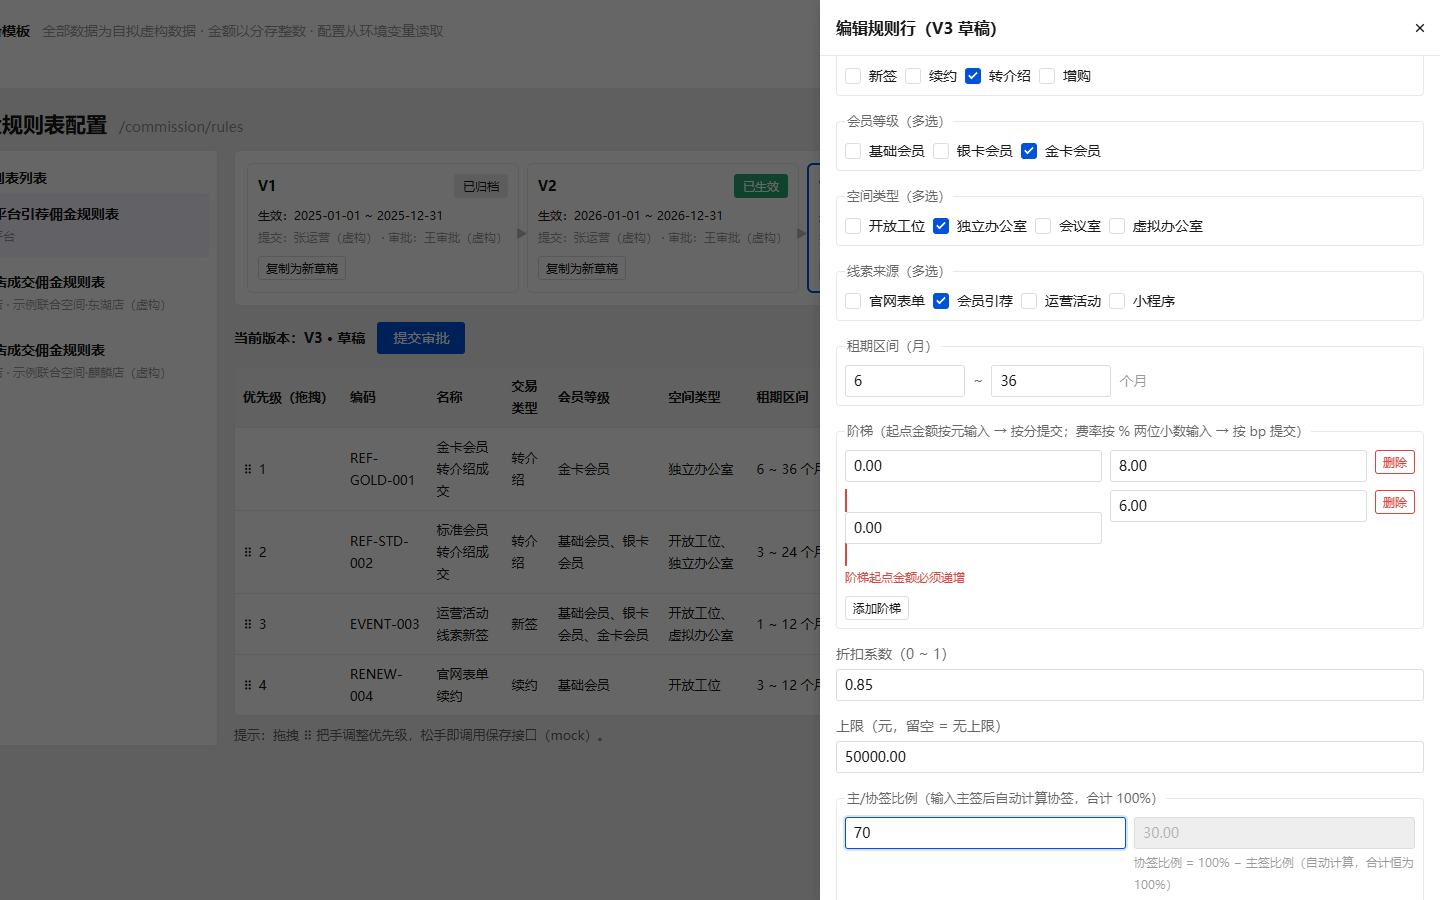 模板 全部数据为自拟虚构数据 · 金额以分存整数 · 配置从环境变量读取
规则表配置 /commission/rules
表列表
平台引荐佣金规则表
平台
店成交佣金规则表
· 示例联合空间·东湖店（虚构）
店成交佣金规则表
· 示例联合空间·麒麟店（虚构）
V1 已归档
生效：2025-01-01 ~ 2025-12-31
提交：张运营（虚构） · 审批：王审批（虚构）
复制为新草稿
V2 已生效
生效：2026-01-01 ~ 2026-12-31
提交：张运营（虚构） · 审批：王审批（虚构）
复制为新草稿
当前版本：V3 • 草稿 提交审批
优先级（拖拽） 编码 名称 交易类型 会员等级 空间类型 租期区间
⠿ 1 REF-GOLD-001 金卡会员转介绍成交 转介绍 金卡会员 独立办公室 6 ~ 36 个月
⠿ 2 REF-STD-002 标准会员转介绍成交 转介绍 基础会员、银卡会员 开放工位、独立办公室 3 ~ 24 个月
⠿ 3 EVENT-003 运营活动线索新签 新签 基础会员、银卡会员、金卡会员 开放工位、虚拟办公室 1 ~ 12 个月
⠿ 4 RENEW-004 官网表单续约 续约 基础会员 开放工位 3 ~ 12 个月
提示：拖拽 ⠿ 把手调整优先级，松手即调用保存接口（mock）。
编辑规则行（V3 草稿） ✕
新签 续约 转介绍 增购
会员等级（多选）
基础会员 银卡会员 金卡会员
空间类型（多选）
开放工位 独立办公室 会议室 虚拟办公室
线索来源（多选）
官网表单 会员引荐 运营活动 小程序
租期区间（月）
6 ~ 36 个月
阶梯（起点金额按元输入 → 按分提交；费率按 % 两位小数输入 → 按 bp 提交）
0.00 8.00 删除
0.00 6.00 删除
阶梯起点金额必须递增
添加阶梯
折扣系数（0 ~ 1）
0.85
上限（元，留空 = 无上限）
50000.00
主/协签比例（输入主签后自动计算协签，合计 100%）
70 30.00
协签比例 = 100% − 主签比例（自动计算，合计恒为
100%）